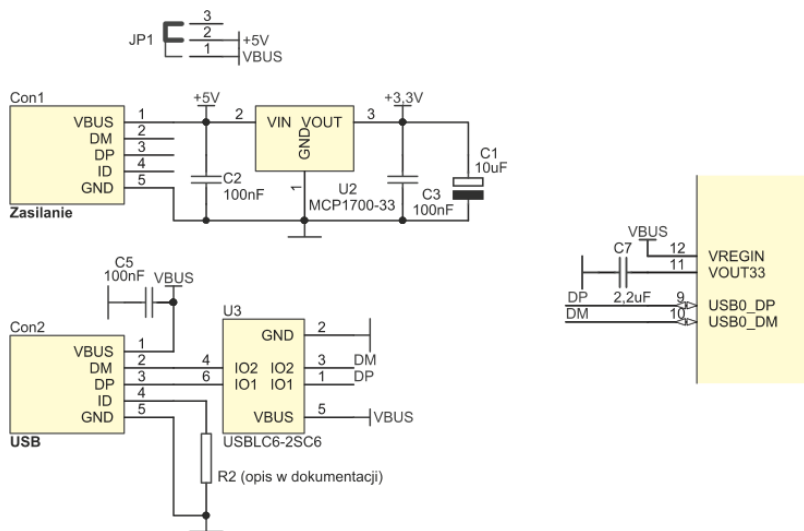 3
JP1
2
+5V
1
VBUS
Con1
+5V
+3,3V
VBUS
1
2
VIN VOUT
3
DM
2
DP
3
GND
ID
4
GND
5
1
C2
100nF
U2
MCP1700-33
C3
100nF
C1
10uF
Zasilanie
C5
100nF
VBUS
U3
Con2
GND
2
VBUS
1
DM
2
4
IO2
IO2
3
DM
DP
3
6
IO1
IO1
1
DP
ID
4
GND
5
VBUS
5
VBUS
USB
USBLC6-2SC6
R2 (opis w dokumentacji)
VBUS
12
VREGIN
C7
11
VOUT33
2,2uF
DP
9
USB0_DP
DM
10
USB0_DM